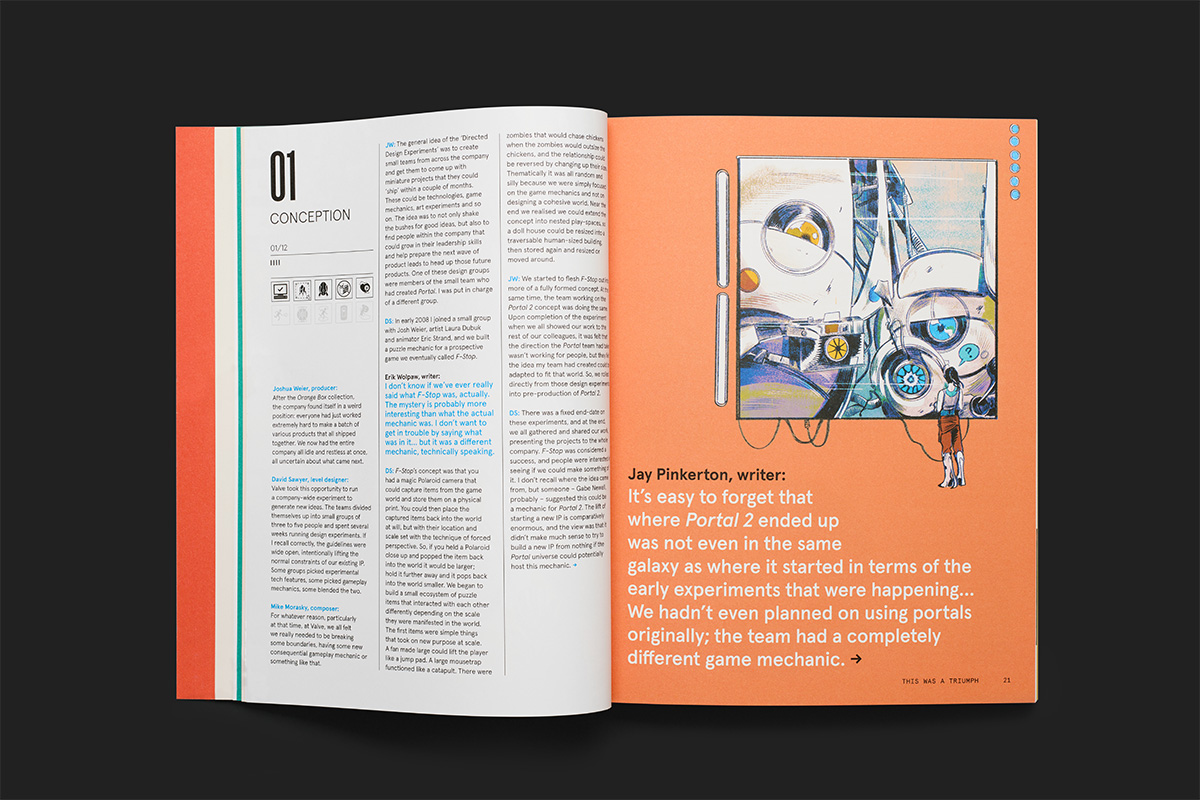 01
CONCEPTION
01/12
Joshua Weier, producer:
After the Orange Box collection,
the company found itself in a weird
position: everyone had just worked
extremely hard to make a batch of
various products that all shipped
together. We now had the entire
company all idle and restless at once,
all uncertain about what came next.
David Sawyer, level designer:
Valve took this opportunity to run
a company-wide experiment to
generate new ideas. The teams divided
themselves up into small groups of
three to five people and spent several
weeks running design experiments. If
I recall correctly, the guidelines were
wide open, intentionally lifting the
normal constraints of our existing IP.
Some groups picked experimental
tech features, some picked gameplay
mechanics, some blended the two.
Mike Morasky, composer:
For whatever reason, particularly
at that time, at Valve, we all felt
we really needed to be breaking
some boundaries, having some new
consequential gameplay mechanic or
something like that.
JW: The general idea of the 'Directed
Design Experiments' was to create
small teams from across the company
and get them to come up with
miniature projects that they could
'ship' within a couple of months.
These could be technologies, game
mechanics, art experiments and so
on. The idea was to not only shake
the bushes for good ideas, but also to
find people within the company that
could grow in their leadership skills
and help prepare the next wave of
product leads to head up those future
products. One of these design groups
were members of the small team who
had created Portal. I was put in charge
of a different group.
DS: In early 2008 I joined a small group
with Josh Weier, artist Laura Dubuk
and animator Eric Strand, and we built
a puzzle mechanic for a prospective
game we eventually called F-Stop.
Erik Wolpaw, writer:
I don't know if we've ever really
said what F-Stop was, actually.
The mystery is probably more
interesting than what the actual
mechanic was. I don't want to
get in trouble by saying what
was in it... but it was a different
mechanic, technically speaking.
DS: F-Stop's concept was that you
had a magic Polaroid camera that
could capture items from the game
world and store them on a physical
print. You could then place the
captured items back into the world
at will, but with their location and
scale set with the technique of forced
perspective. So, if you held a Polaroid
close up and popped the item back
into the world it would be larger;
hold it further away and it pops back
into the world smaller. We began to
build a small ecosystem of puzzle
items that interacted with each other
differently depending on the scale
they were manifested in the world.
The first items were simple things
that took on new purpose at scale.
A fan made large could lift the player
like a jump pad. A large mousetrap
functioned like a catapult. There were
zombies that would chase chickens
when the zombies would outsize the
chickens, and the relationship could
be reversed by changing up their sizes.
Thematically it was all random and
silly because we were simply focused
on the game mechanics and not on
designing a cohesive world. Near the
end we realised we could extend the
concept into nested play-spaces, so
a doll house could be resized into a
traversable human-sized building,
then stored again and resized or
moved around.
JW: We started to flesh F-Stop out into
more of a fully formed concept. At the
same time, the team working on the
Portal 2 concept was doing the same.
Upon completion of the experiment
when we all showed our work to the
rest of our colleagues, it was felt that
the direction the Portal team had taken
wasn't working for people, but they felt
the idea my team had created could be
adapted to fit that world. So, we rolled
directly from those design experiments
into pre-production of Portal 2.
DS: There was a fixed end-date on
these experiments, and at the end,
we all gathered and shared our work,
presenting the projects to the whole
company. F-Stop was considered a
success, and people were interested in
seeing if we could make something of
it. I don't recall where the idea came
from, but someone – Gabe Newell,
probably – suggested this could be
a mechanic for Portal 2. The lift of
starting a new IP is comparatively
enormous, and the view was that it
didn't make much sense to try to
build a new IP from nothing if the
Portal universe could potentially
host this mechanic. →
?
Jay Pinkerton, writer:
It's easy to forget that
where Portal 2 ended up
was not even in the same
galaxy as where it started in terms of the
early experiments that were happening...
We hadn't even planned on using portals
originally; the team had a completely
different game mechanic. →
THIS WAS A TRIUMPH 21